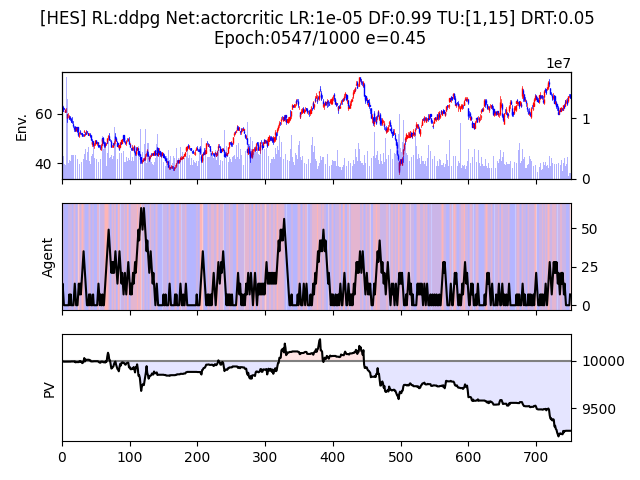 [HES] RL:ddpg Net:actorcritic LR:1e-05 DF:0.99 TU:[1,15] DRT:0.05
Epoch:0547/1000 e=0.45
1e7
Env.
60
40
1
0
Agent
50
25
0
PV
10000
9500
0 100 200 300 400 500 600 700